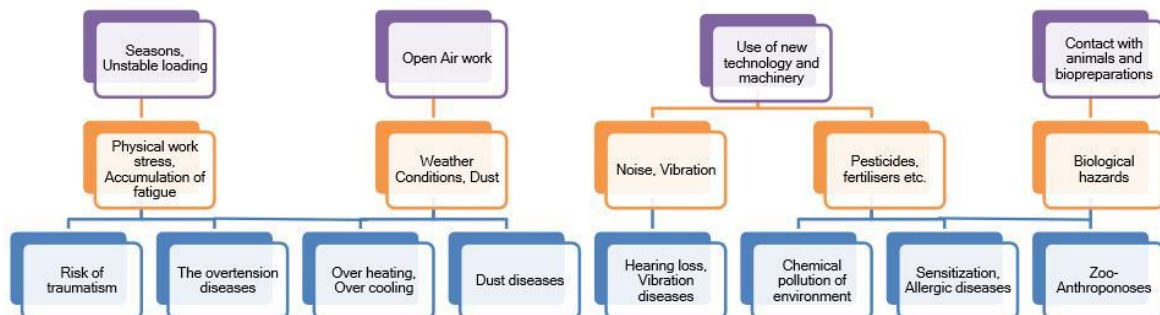 Seasons,
Unstable loading
Open Air work
Use of new
technology and
machinery
Contact with
animals and
biopreparations
Physical work
stress,
Accumulation of
fatigue
Weather
Conditions, Dust
Noise, Vibration
Pesticides,
fertilisers etc.
Biological
hazards
Risk of
traumatism
The overtension
diseases
Over heating,
Over cooling
Dust diseases
Hearing loss,
Vibration
diseases
Chemical
pollution of
environment
Sensitization,
Allergic diseases
Zoo-
Anthroponoses